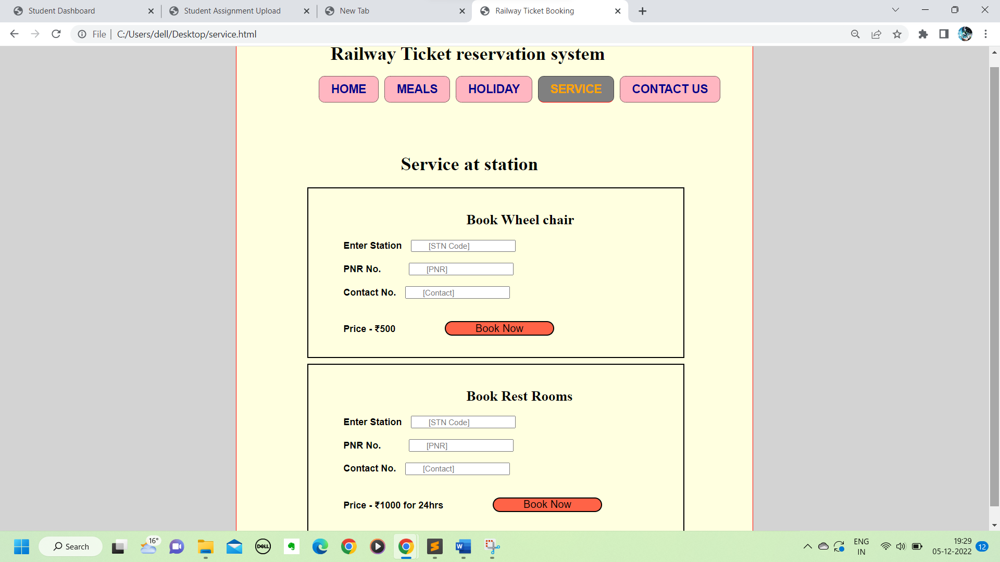 Student Dashboard
Student Assignment Upload
New Tab
Railway Ticket Booking
File
C:/Users/dell/Desktop/service.html
Railway Ticket reservation system
HOME
MEALS
HOLIDAY
SERVICE
CONTACT US
Service at station
Book Wheel chair
Enter Station [STN Code]
PNR No. [PNR]
Contact No. [Contact]
Price - ₹500 Book Now
Book Rest Rooms
Enter Station [STN Code]
PNR No. [PNR]
Contact No. [Contact]
Price - ₹1000 for 24hrs Book Now
Search
16°
DELL
S
W
ENG
IN
19:29
05-12-2022
12